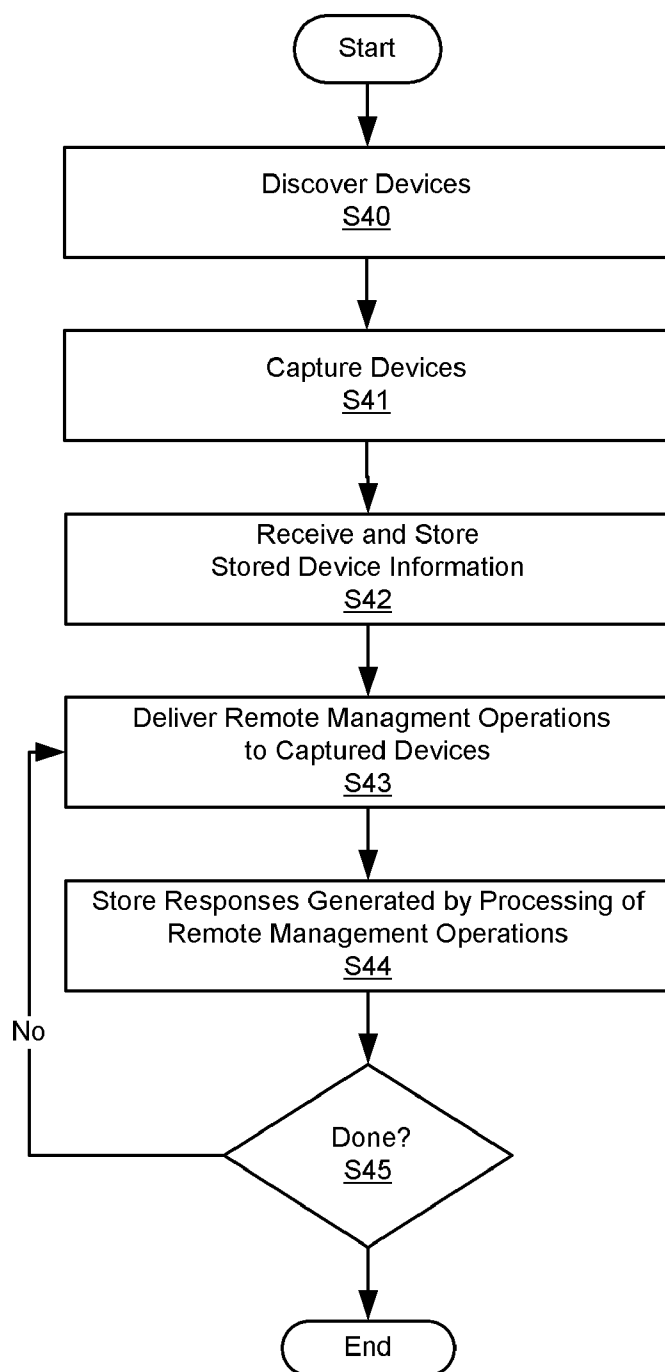 Start
Discover Devices
S40
Capture Devices
S41
Receive and Store
Stored Device Information
S42
Deliver Remote Managment Operations
to Captured Devices
S43
Store Responses Generated by Processing of
Remote Management Operations
S44
No
Done?
S45
End